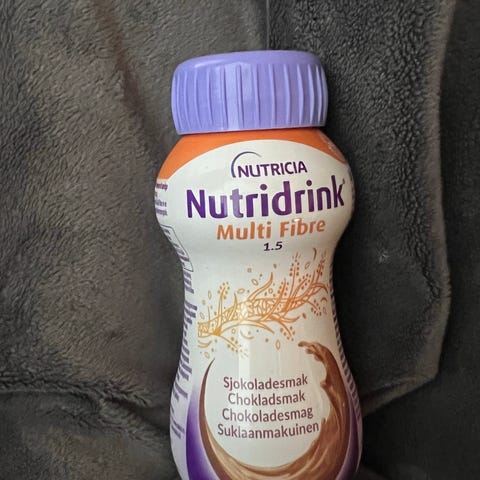 NUTRICIA
Nutridrink®
Multi Fibre
1.5
Sjokoladesmak
Chokladsmak
Chokoladesmag
Suklaanmakuinen